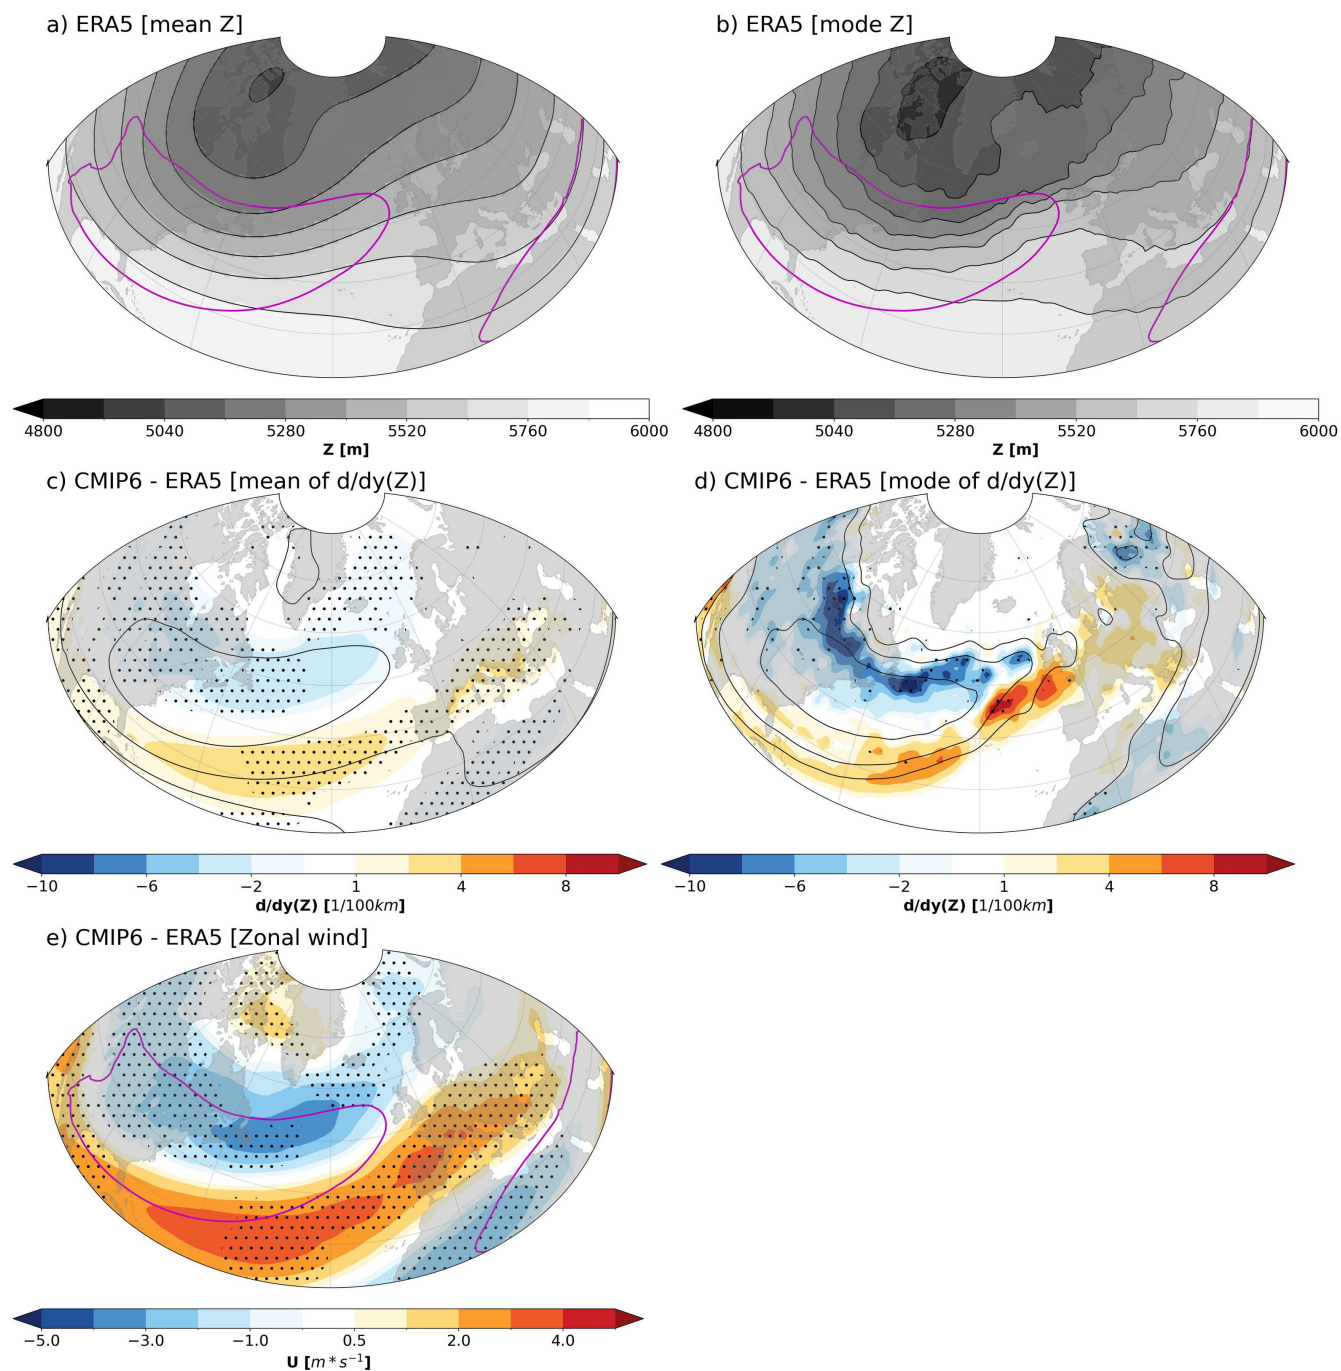 a) ERA5 [mean Z]
b) ERA5 [mode Z]
4800 5040 5280 5520 5760 6000
Z [m]
4800 5040 5280 5520 5760 6000
Z [m]
c) CMIP6 - ERA5 [mean of d/dy(Z)]
d) CMIP6 - ERA5 [mode of d/dy(Z)]
−10 −6 −2 1 4 8
d/dy(Z) [1/100km]
−10 −6 −2 1 4 8
d/dy(Z) [1/100km]
e) CMIP6 - ERA5 [Zonal wind]
−5.0 −3.0 −1.0 0.5 2.0 4.0
U [m * s⁻¹]